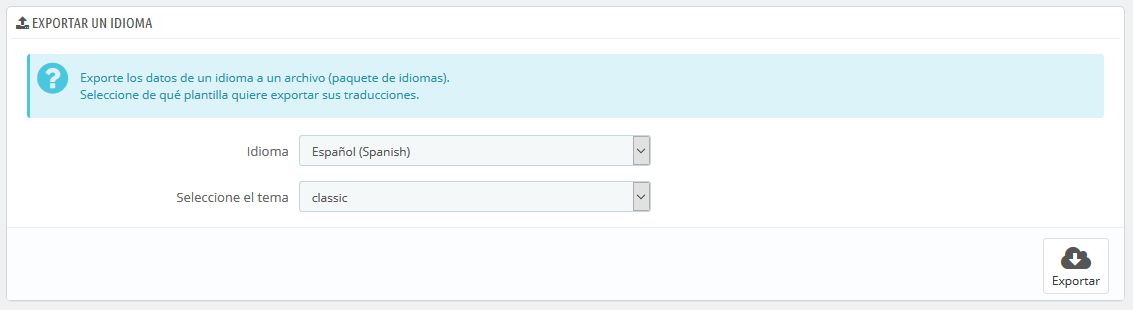 EXPORTAR UN IDIOMA
Exporte los datos de un idioma a un archivo (paquete de idiomas).
Seleccione de qué plantilla quiere exportar sus traducciones.
Idioma
Español (Spanish)
Seleccione el tema
classic
Exportar